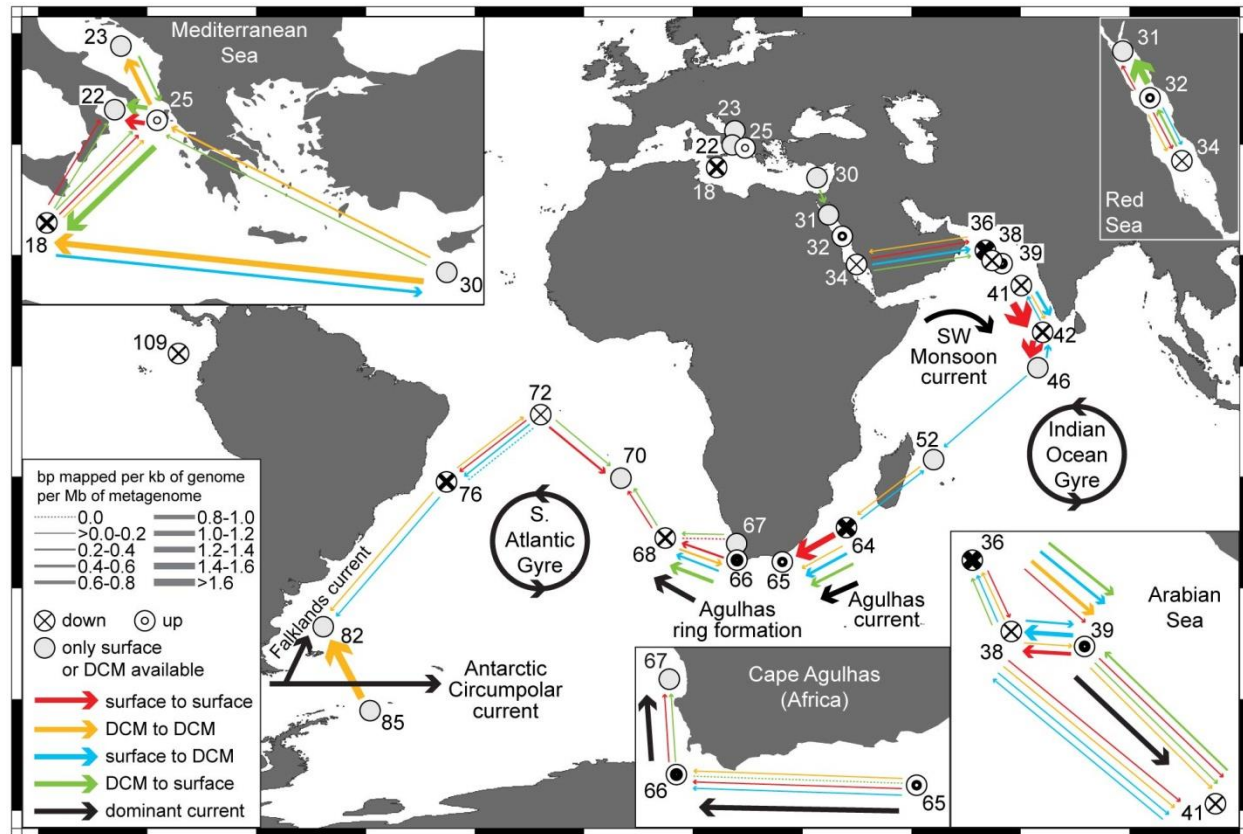 Mediterranean
Sea
23
22
25
18
30
31
32
34
Red
Sea
23
25
22
18
30
31
32
34
36
38
39
41
42
46
SW
Monsoon
current
109
72
70
76
S.
Atlantic
Gyre
Indian
Ocean
Gyre
52
67
68
66
65
64
Agulhas
ring formation
Agulhas
current
Falklands current
82
85
Antarctic
Circumpolar
current
bp mapped per kb of genome
per Mb of metagenome
0.0
>0.0-0.2
0.2-0.4
0.4-0.6
0.6-0.8
0.8-1.0
1.0-1.2
1.2-1.4
1.4-1.6
>1.6
down
up
only surface
or DCM available
surface to surface
DCM to DCM
surface to DCM
DCM to surface
dominant current
67
Cape Agulhas
(Africa)
66
65
36
Arabian
Sea
38
39
41